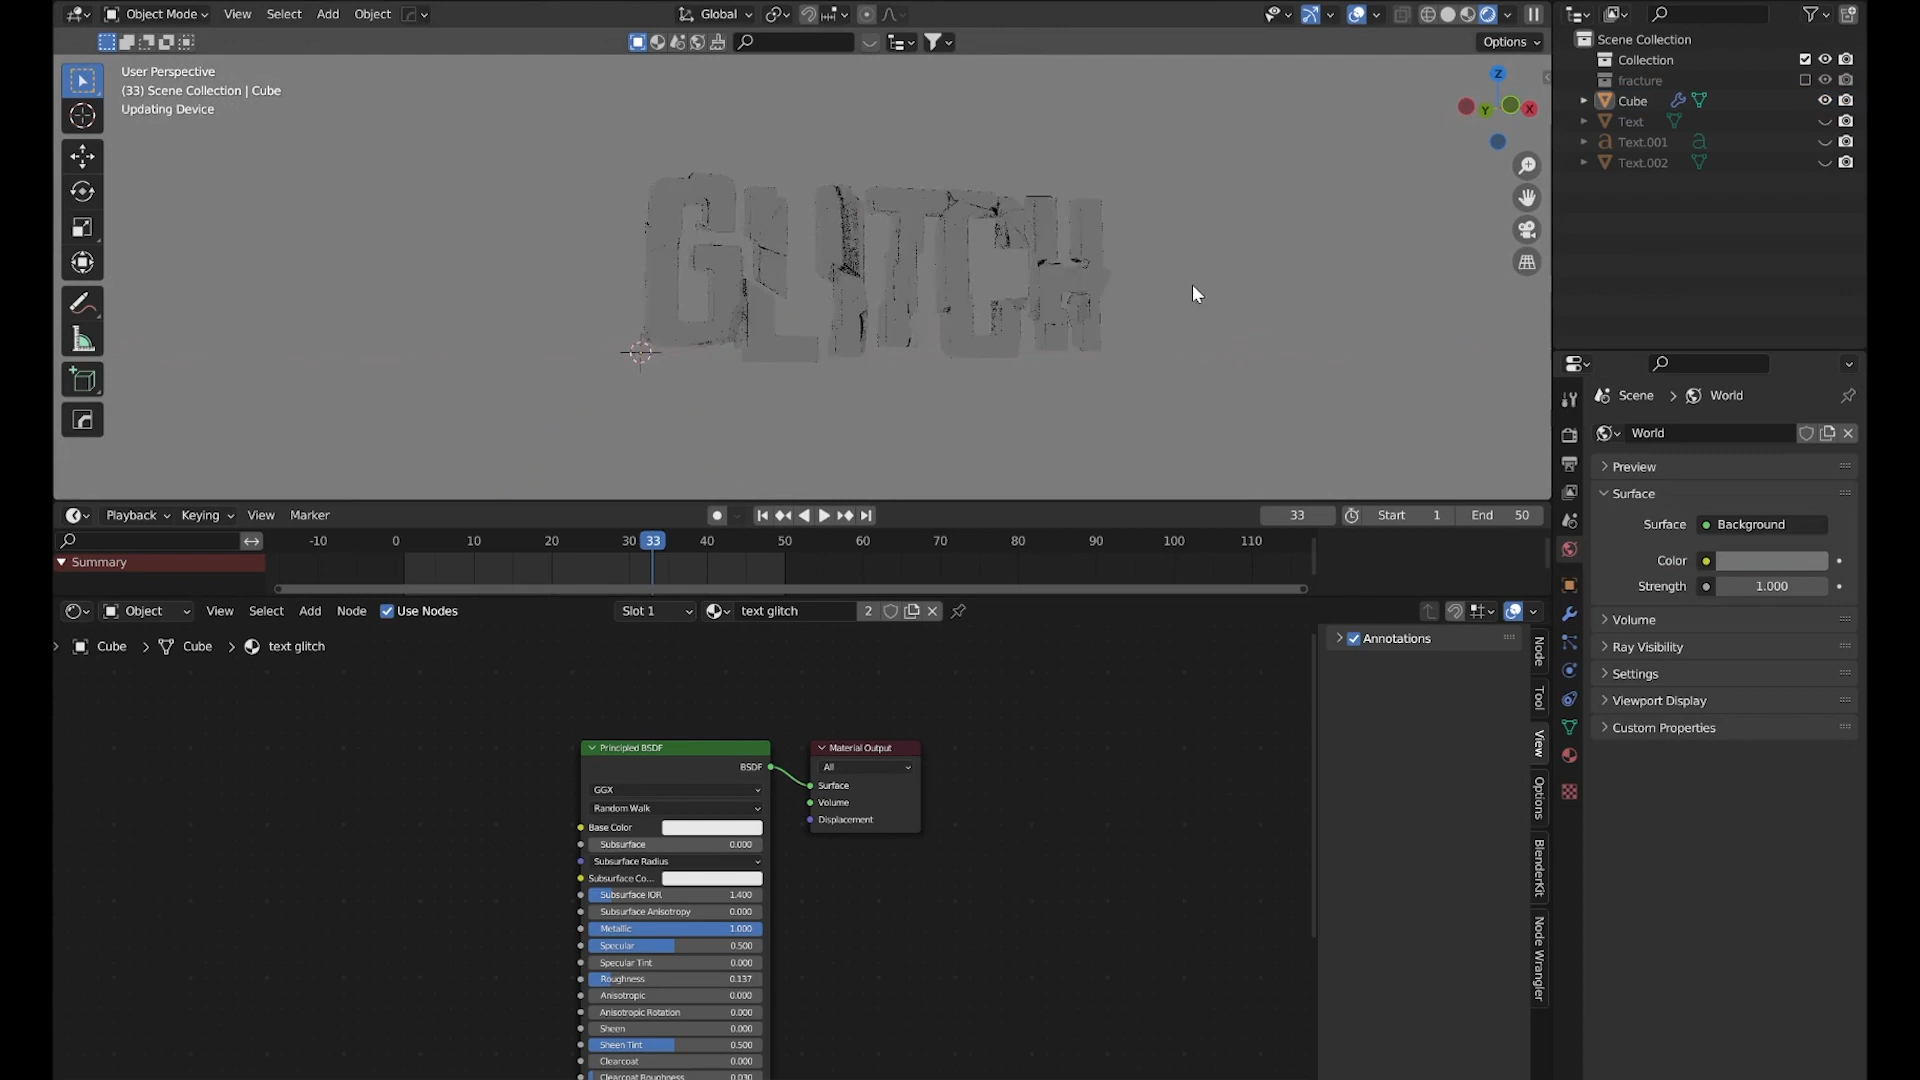 Object Mode View Select Add Object Global
Options
User Perspective
(33) Scene Collection | Cube
Updating Device
Z
Y X
GLITCH
Scene Collection
Collection
fracture
Cube
Text
Text.001
Text.002
Scene > World
World
Preview
Surface
Surface Background
Color
Strength 1.000
Volume
Ray Visibility
Settings
Viewport Display
Custom Properties
Playback Keying View Marker 33 Start 1 End 50
-10 0 10 20 30 33 40 50 60 70 80 90 100 110
Summary
Object View Select Add Node Use Nodes Slot 1 text glitch 2
Cube > Cube > text glitch
Annotations
Node
Tool
View
Options
BlenderKit
Node Wrangler
Principled BSDF
BSDF
GGX
Random Walk
Base Color
Subsurface 0.000
Subsurface Radius
Subsurface Co...
Subsurface IOR 1.400
Subsurface Anisotropy 0.000
Metallic 1.000
Specular 0.500
Specular Tint 0.000
Roughness 0.137
Anisotropic 0.000
Anisotropic Rotation 0.000
Sheen 0.000
Sheen Tint 0.500
Clearcoat 0.000
Clearcoat Roughness 0.030
Material Output
All
Surface
Volume
Displacement